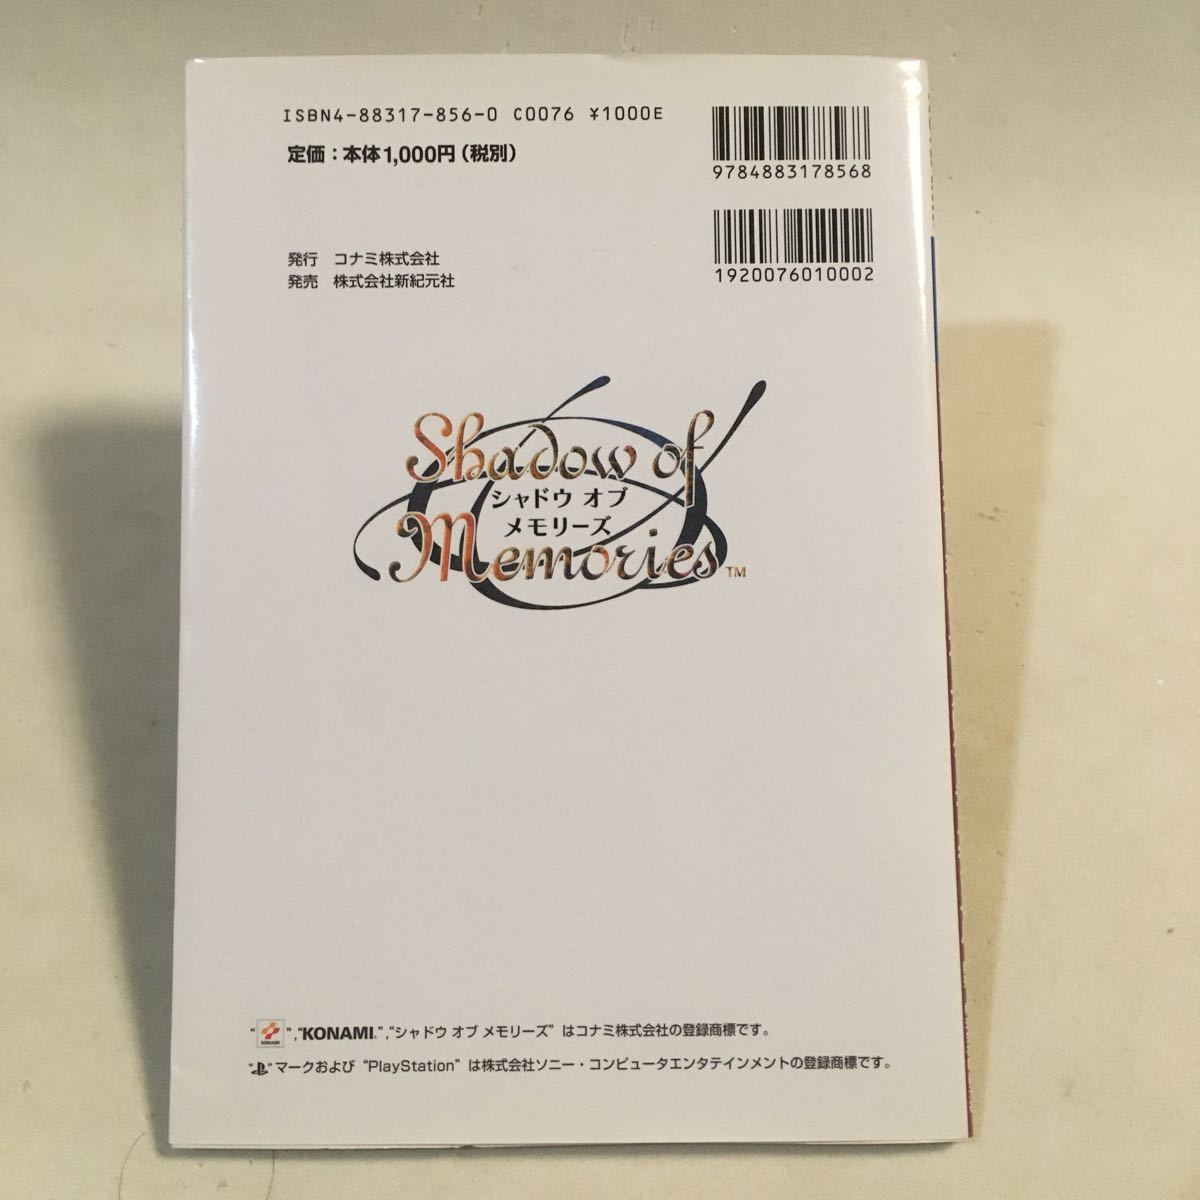 ISBN4-88317-856-0 C0076 ¥1000E
定価：本体1,000円（税別）
9784883178568
1920076010002
発行 コナミ株式会社
発売 株式会社新紀元社
Shadow of
シャドウ オブ
メモリーズ
Memories™
“KONAMI”,“KONAMI®”,“シャドウ オブ メモリーズ”はコナミ株式会社の登録商標です。
“”マークおよび“PlayStation”は株式会社ソニー・コンピュータエンタテインメントの登録商標です。